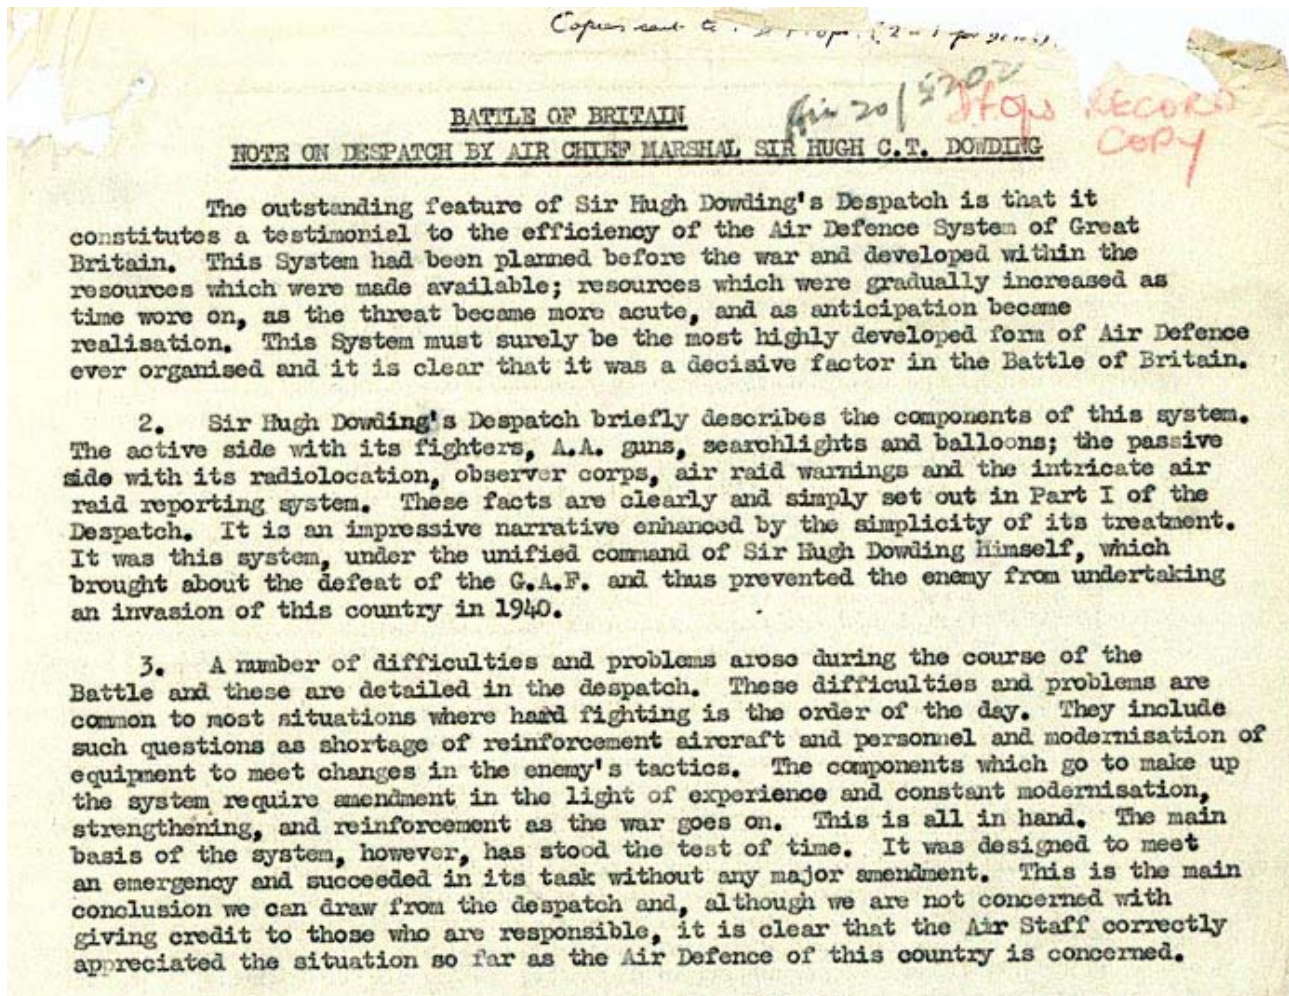 Copies sent to
Air 20/5202
RECORD
COPY
BATTLE OF BRITAIN
NOTE ON DESPATCH BY AIR CHIEF MARSHAL SIR HUGH C.T. DOWDING
The outstanding feature of Sir Hugh Dowding's Despatch is that it
constitutes a testimonial to the efficiency of the Air Defence System of Great
Britain. This System had been planned before the war and developed within the
resources which were made available; resources which were gradually increased as
time wore on, as the threat became more acute, and as anticipation became
realisation. This System must surely be the most highly developed form of Air Defence
ever organised and it is clear that it was a decisive factor in the Battle of Britain.
2. Sir Hugh Dowding's Despatch briefly describes the components of this system.
The active side with its fighters, A.A. guns, searchlights and balloons; the passive
side with its radiolocation, observer corps, air raid warnings and the intricate air
raid reporting system. These facts are clearly and simply set out in Part I of the
Despatch. It is an impressive narrative enhanced by the simplicity of its treatment.
It was this system, under the unified command of Sir Hugh Dowding Himself, which
brought about the defeat of the G.A.F. and thus prevented the enemy from undertaking
an invasion of this country in 1940.
3. A number of difficulties and problems arose during the course of the
Battle and these are detailed in the despatch. These difficulties and problems are
common to most situations where hard fighting is the order of the day. They include
such questions as shortage of reinforcement aircraft and personnel and modernisation of
equipment to meet changes in the enemy's tactics. The components which go to make up
the system require amendment in the light of experience and constant modernisation,
strengthening, and reinforcement as the war goes on. This is all in hand. The main
basis of the system, however, has stood the test of time. It was designed to meet
an emergency and succeeded in its task without any major amendment. This is the main
conclusion we can draw from the despatch and, although we are not concerned with
giving credit to those who are responsible, it is clear that the Air Staff correctly
appreciated the situation so far as the Air Defence of this country is concerned.